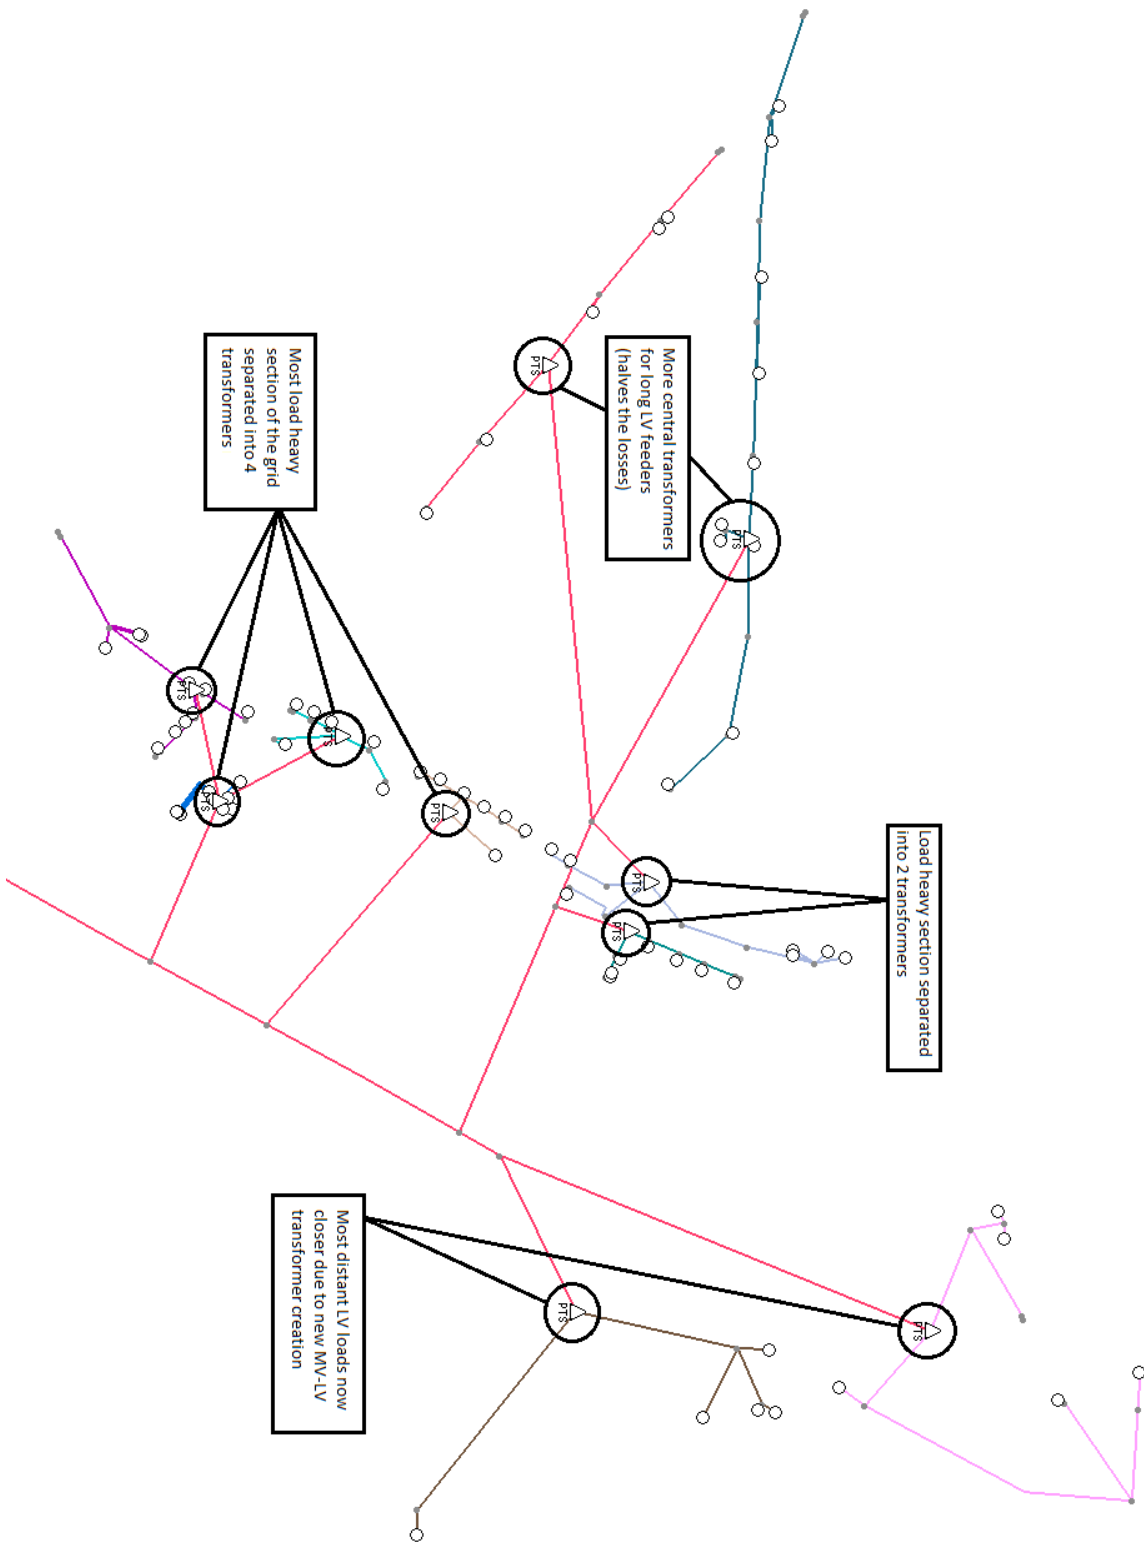 Most load heavy
section of the grid
separated into 4
transformers
More central transformers
for long LV feeders
(halves the losses)
Load heavy section separated
into 2 transformers
Most distant LV loads now
closer due to new MV-LV
transformer creation
PTS
PTS
PTS
PTS
PTS
PTS
PTS
PTS
PTS
PTS